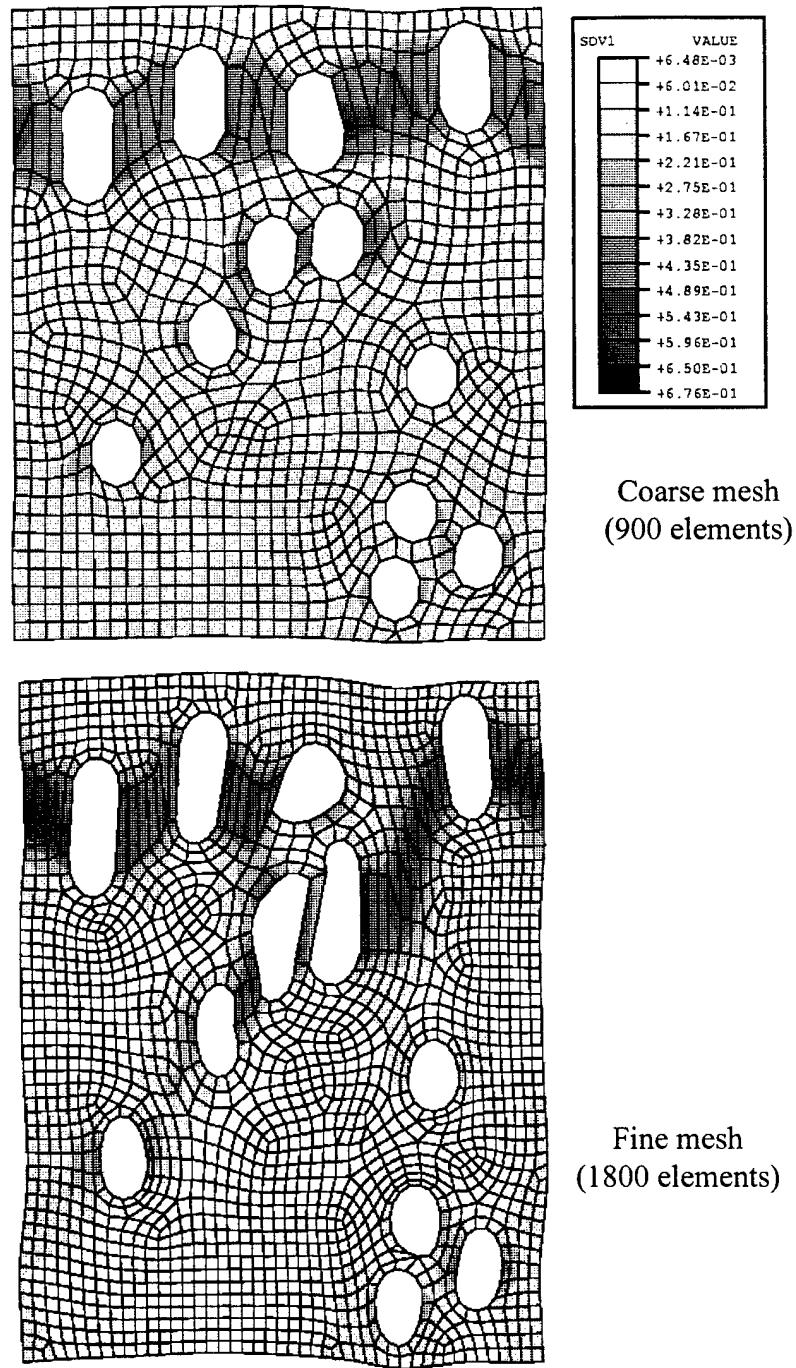 SDV1 VALUE
+6.48E-03
+6.01E-02
+1.14E-01
+1.67E-01
+2.21E-01
+2.75E-01
+3.28E-01
+3.82E-01
+4.35E-01
+4.89E-01
+5.43E-01
+5.96E-01
+6.50E-01
+6.76E-01
Coarse mesh
(900 elements)
Fine mesh
(1800 elements)